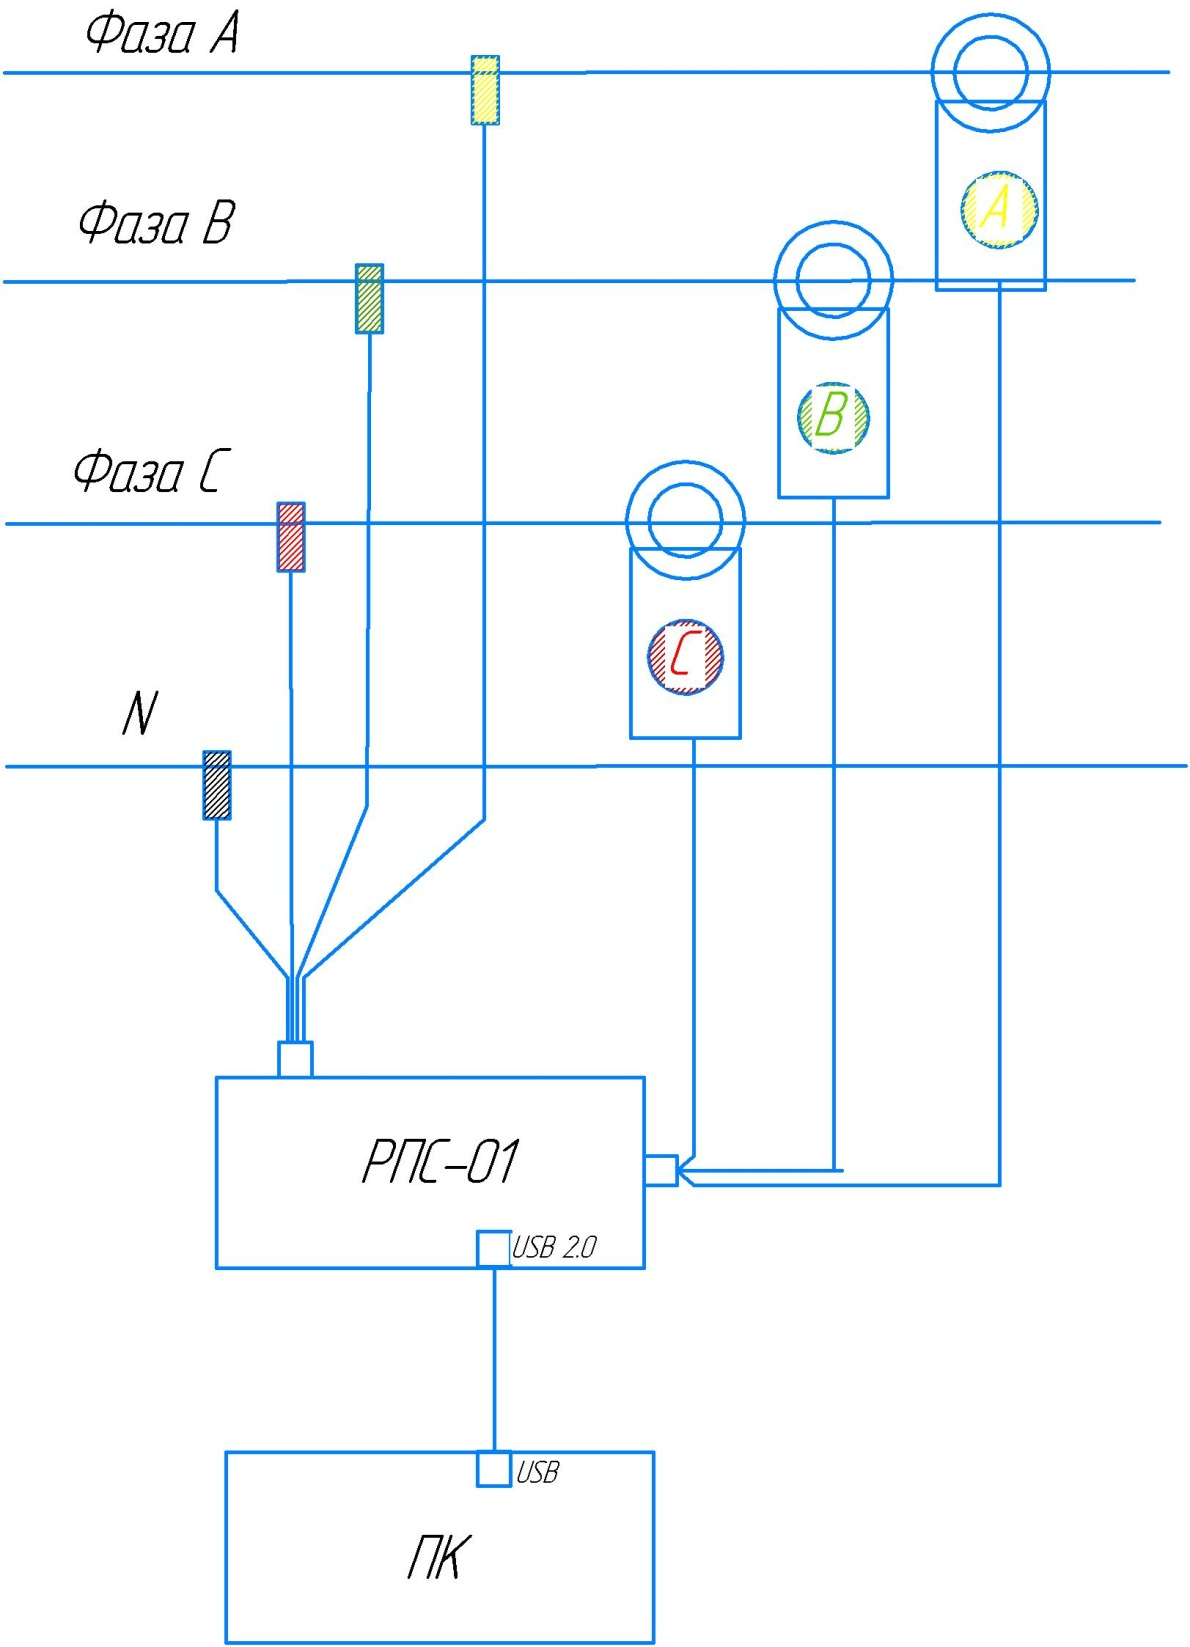 Фаза А
А
Фаза В
В
Фаза С
С
N
РПС-01
USB 2.0
USB
ПК